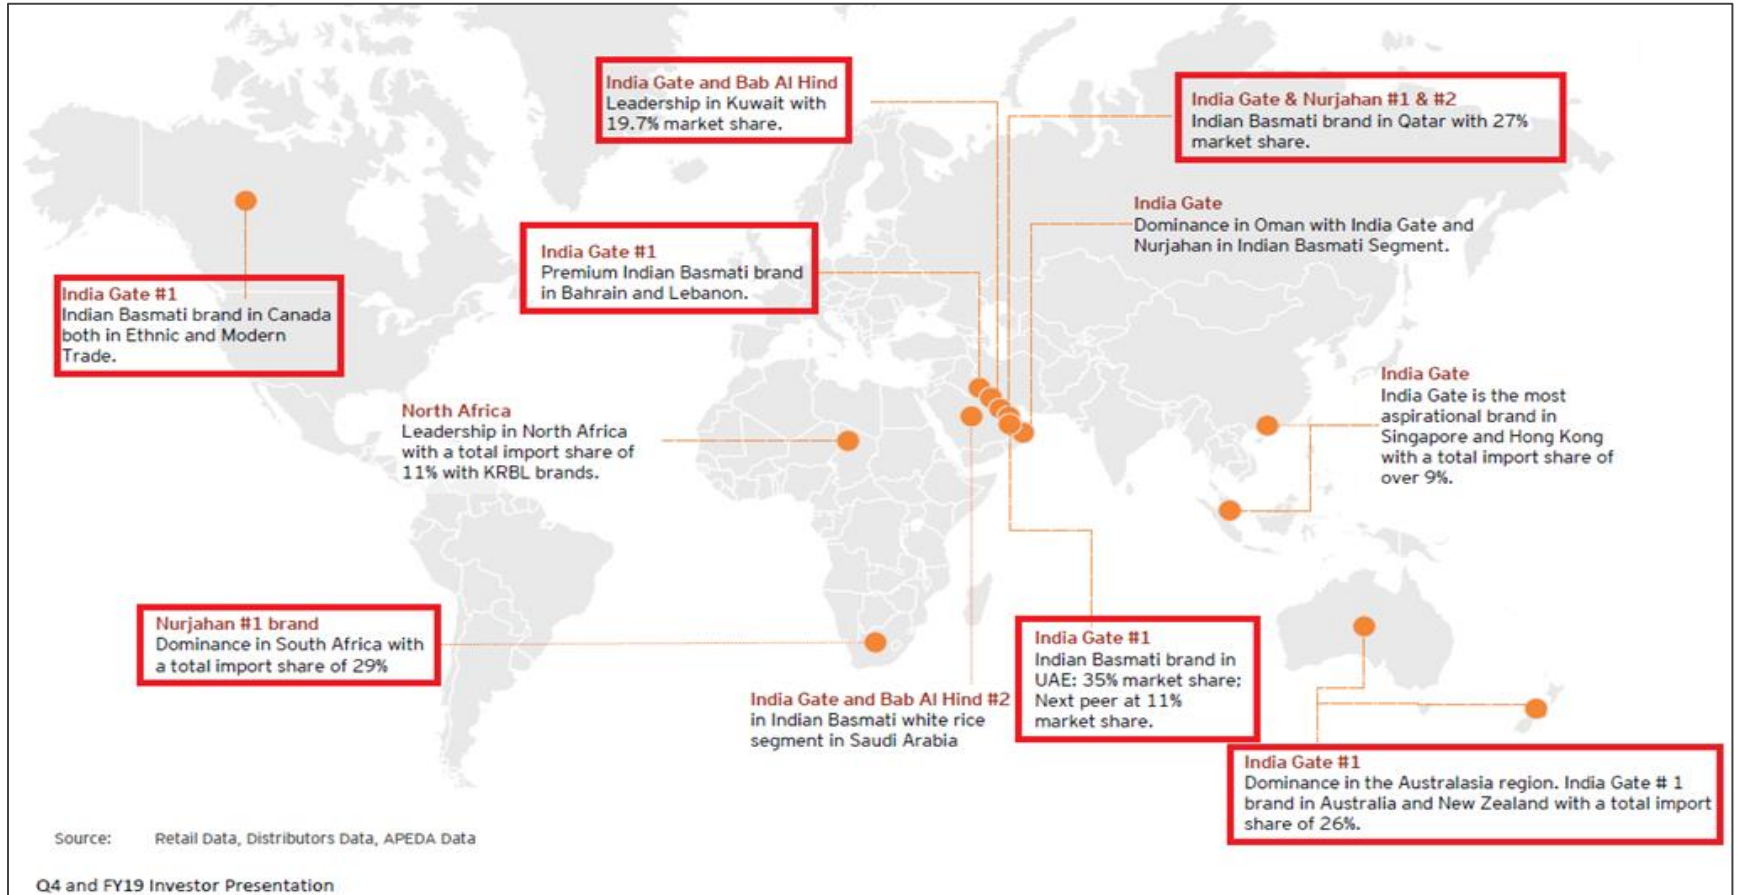 India Gate and Bab Al Hind
Leadership in Kuwait with
19.7% market share.
India Gate & Nurjahan #1 & #2
Indian Basmati brand in Qatar with 27%
market share.
India Gate
Dominance in Oman with India Gate and
Nurjahan in Indian Basmati Segment.
India Gate #1
Premium Indian Basmati brand
in Bahrain and Lebanon.
India Gate #1
Indian Basmati brand in Canada
both in Ethnic and Modern
Trade.
India Gate
India Gate is the most
aspirational brand in
Singapore and Hong Kong
with a total import share of
over 9%.
North Africa
Leadership in North Africa
with a total import share of
11% with KRBL brands.
Nurjahan #1 brand
Dominance in South Africa with
a total import share of 29%
India Gate and Bab Al Hind #2
in Indian Basmati white rice
segment in Saudi Arabia
India Gate #1
Indian Basmati brand in
UAE: 35% market share;
Next peer at 11%
market share.
India Gate #1
Dominance in the Australasia region. India Gate # 1
brand in Australia and New Zealand with a total import
share of 26%.
Source: Retail Data, Distributors Data, APEDA Data
Q4 and FY19 Investor Presentation